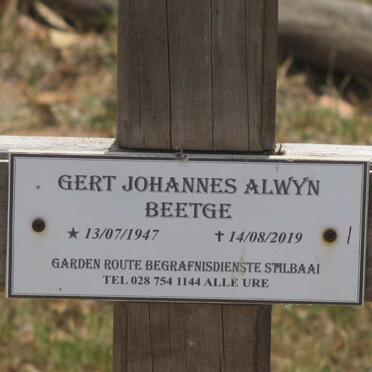 GERT JOHANNES ALWYN
BEETGE
★ 13/07/1947 ✝ 14/08/2019
GARDEN ROUTE BEGRAFNISDIENSTE STILBAAI
TEL 028 754 1144 ALLE URE